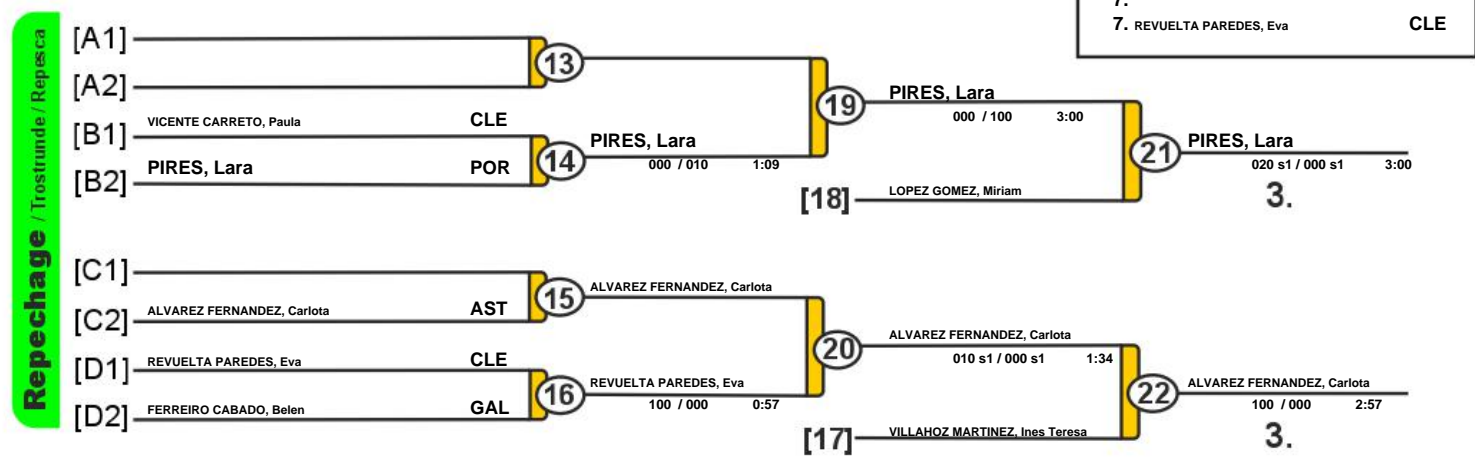 7.
7. REVUELTA PAREDES, Eva CLE
Repechage / Trostrunde / Repesca
[A1]
13
[A2]
19
PIRES, Lara
000 / 100 3:00
[B1] VICENTE CARRETO, Paula CLE
14
PIRES, Lara
000 / 010 1:09
[B2] PIRES, Lara POR
21
PIRES, Lara
020 s1 / 000 s1 3:00
[18] LOPEZ GOMEZ, Miriam
3.
[C1]
15
ALVAREZ FERNANDEZ, Carlota
[C2] ALVAREZ FERNANDEZ, Carlota AST
20
ALVAREZ FERNANDEZ, Carlota
010 s1 / 000 s1 1:34
[D1] REVUELTA PAREDES, Eva CLE
16
REVUELTA PAREDES, Eva
100 / 000 0:57
[D2] FERREIRO CABADO, Belen GAL
22
ALVAREZ FERNANDEZ, Carlota
100 / 000 2:57
[17] VILLAHOZ MARTINEZ, Ines Teresa
3.